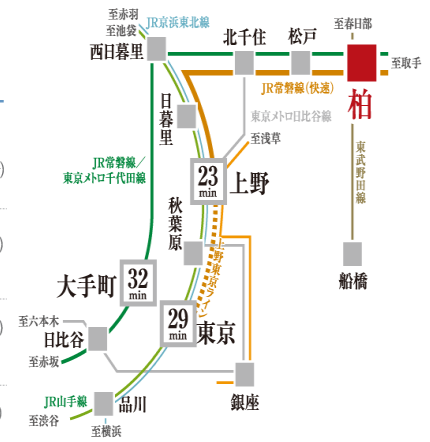 至赤羽
至池袋
JR京浜東北線
西日暮里
北千住
松戸
至春日部
至取手
柏
JR常磐線(快速)
東京メトロ日比谷線
至浅草
日暮里
東武野田線
JR常磐線/
東京メトロ千代田線
23
min
上野
秋葉原
上野東京ライン
船橋
大手町
32
min
29
min
東京
至六本木
日比谷
至赤坂
銀座
JR山手線
品川
至渋谷
至横浜